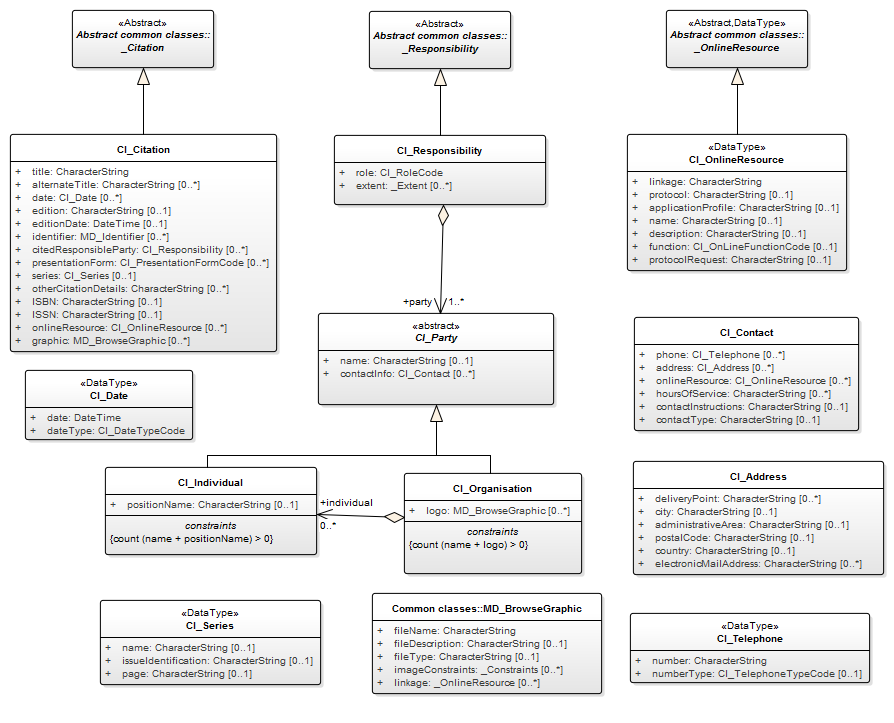 «Abstract»
Abstract common classes::
_Citation
«Abstract»
Abstract common classes::
_Responsibility
«Abstract,DataType»
Abstract common classes::
_OnlineResource
CI_Citation
+ title: CharacterString
+ alternateTitle: CharacterString [0..*]
+ date: CI_Date [0..*]
+ edition: CharacterString [0..1]
+ editionDate: DateTime [0..1]
+ identifier: MD_Identifier [0..*]
+ citedResponsibleParty: CI_Responsibility [0..*]
+ presentationForm: CI_PresentationFormCode [0..*]
+ series: CI_Series [0..1]
+ otherCitationDetails: CharacterString [0..*]
+ ISBN: CharacterString [0..1]
+ ISSN: CharacterString [0..1]
+ onlineResource: CI_OnlineResource [0..*]
+ graphic: MD_BrowseGraphic [0..*]
CI_Responsibility
+ role: CI_RoleCode
+ extent: _Extent [0..*]
«DataType»
CI_OnlineResource
+ linkage: CharacterString
+ protocol: CharacterString [0..1]
+ applicationProfile: CharacterString [0..1]
+ name: CharacterString [0..1]
+ description: CharacterString [0..1]
+ function: CI_OnLineFunctionCode [0..1]
+ protocolRequest: CharacterString [0..1]
+party 1..*
«abstract»
CI_Party
+ name: CharacterString [0..1]
+ contactInfo: CI_Contact [0..*]
CI_Contact
+ phone: CI_Telephone [0..*]
+ address: CI_Address [0..*]
+ onlineResource: CI_OnlineResource [0..*]
+ hoursOfService: CharacterString [0..*]
+ contactInstructions: CharacterString [0..1]
+ contactType: CharacterString [0..1]
«DataType»
CI_Date
+ date: DateTime
+ dateType: CI_DateTypeCode
CI_Individual
+ positionName: CharacterString [0..1]
constraints
{count (name + positionName) > 0}
+individual
0..*
CI_Organisation
+ logo: MD_BrowseGraphic [0..*]
constraints
{count (name + logo) > 0}
CI_Address
+ deliveryPoint: CharacterString [0..*]
+ city: CharacterString [0..1]
+ administrativeArea: CharacterString [0..1]
+ postalCode: CharacterString [0..1]
+ country: CharacterString [0..1]
+ electronicMailAddress: CharacterString [0..*]
«DataType»
CI_Series
+ name: CharacterString [0..1]
+ issueIdentification: CharacterString [0..1]
+ page: CharacterString [0..1]
Common classes::MD_BrowseGraphic
+ fileName: CharacterString
+ fileDescription: CharacterString [0..1]
+ fileType: CharacterString [0..1]
+ imageConstraints: _Constraints [0..*]
+ linkage: _OnlineResource [0..*]
«DataType»
CI_Telephone
+ number: CharacterString
+ numberType: CI_TelephoneTypeCode [0..1]